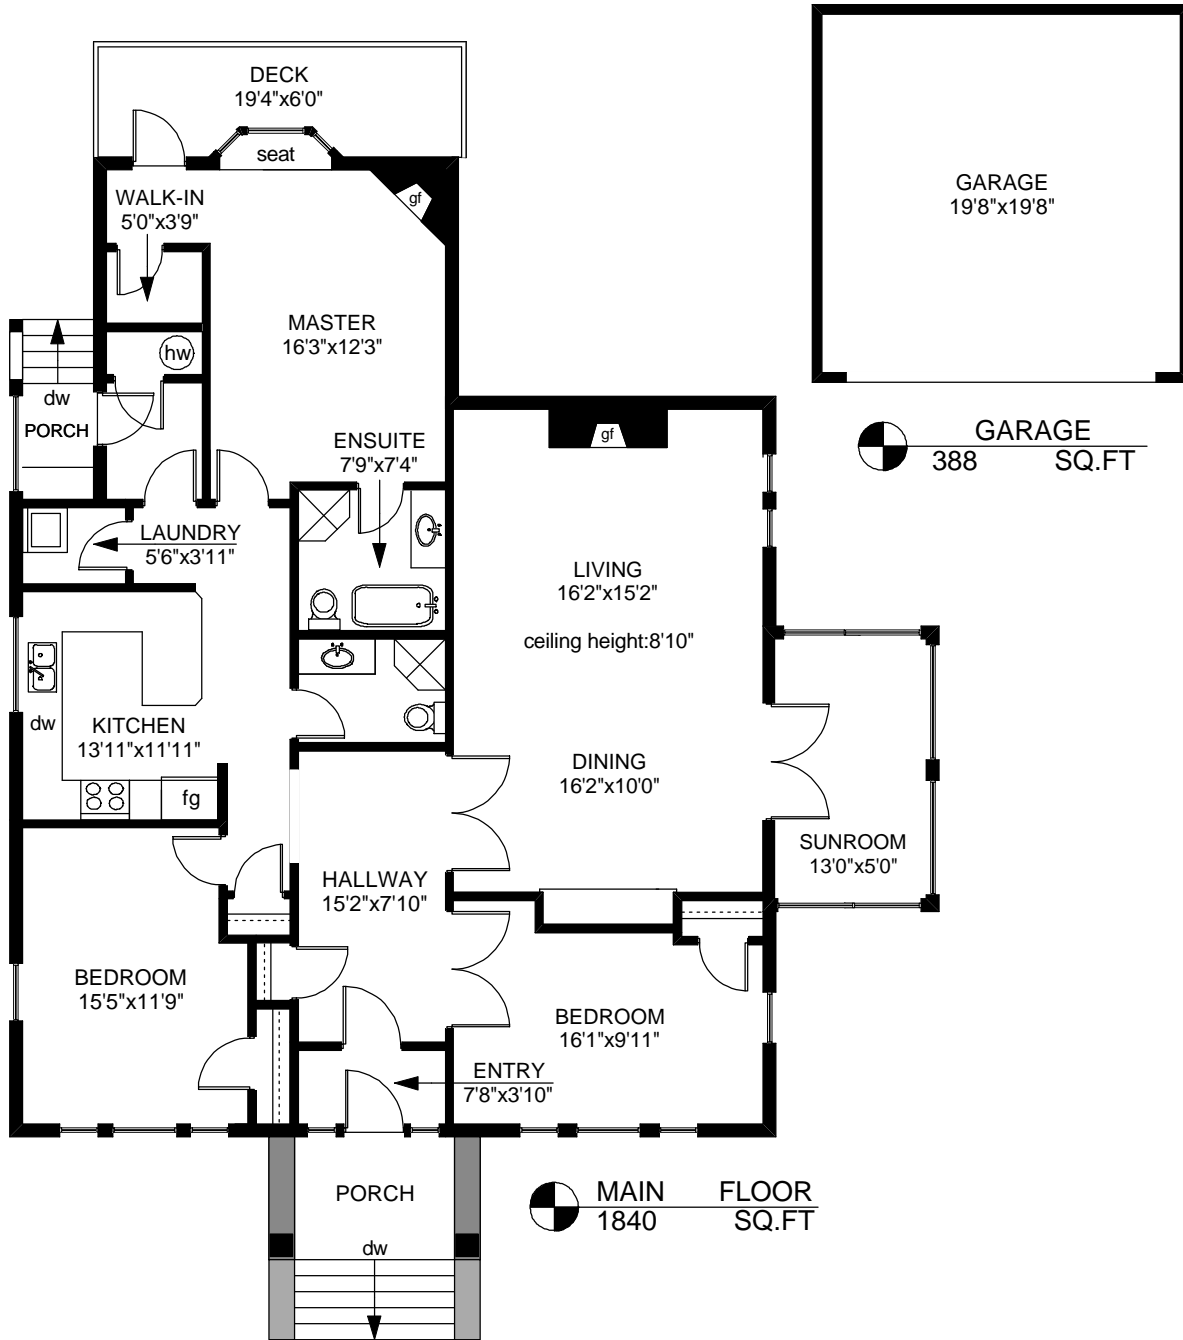 DECK
19'4"x6'0"
seat
WALK-IN
5'0"x3'9"
gf
GARAGE
19'8"x19'8"
MASTER
16'3"x12'3"
hw
dw
PORCH
ENSUITE
7'9"x7'4"
gf
GARAGE
388 SQ.FT
LAUNDRY
5'6"x3'11"
LIVING
16'2"x15'2"
ceiling height:8'10"
dw
KITCHEN
13'11"x11'11"
fg
DINING
16'2"x10'0"
SUNROOM
13'0"x5'0"
HALLWAY
15'2"x7'10"
BEDROOM
15'5"x11'9"
BEDROOM
16'1"x9'11"
ENTRY
7'8"x3'10"
PORCH
dw
MAIN FLOOR
1840 SQ.FT